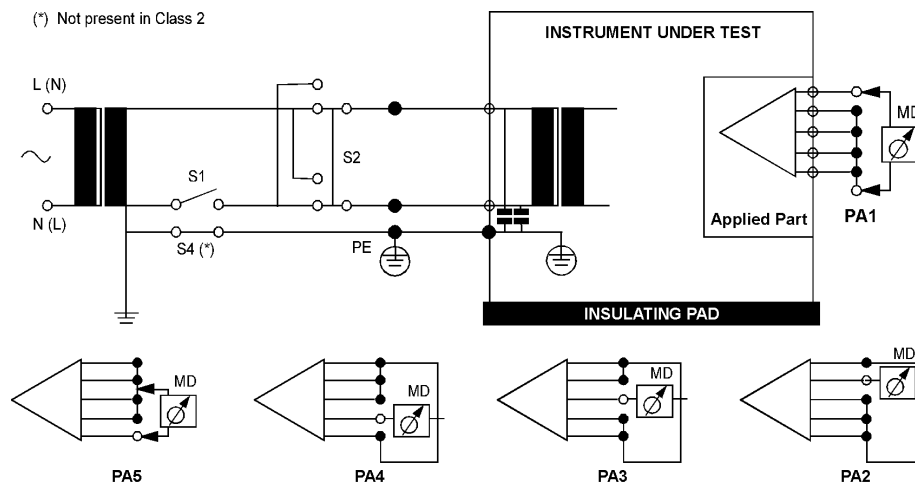 (*) Not present in Class 2
INSTRUMENT UNDER TEST
L (N)
MD
S2
S1
N (L)
S4 (*)
PE
Applied Part
PA1
INSULATING PAD
MD
MD
MD
MD
PA5
PA4
PA3
PA2